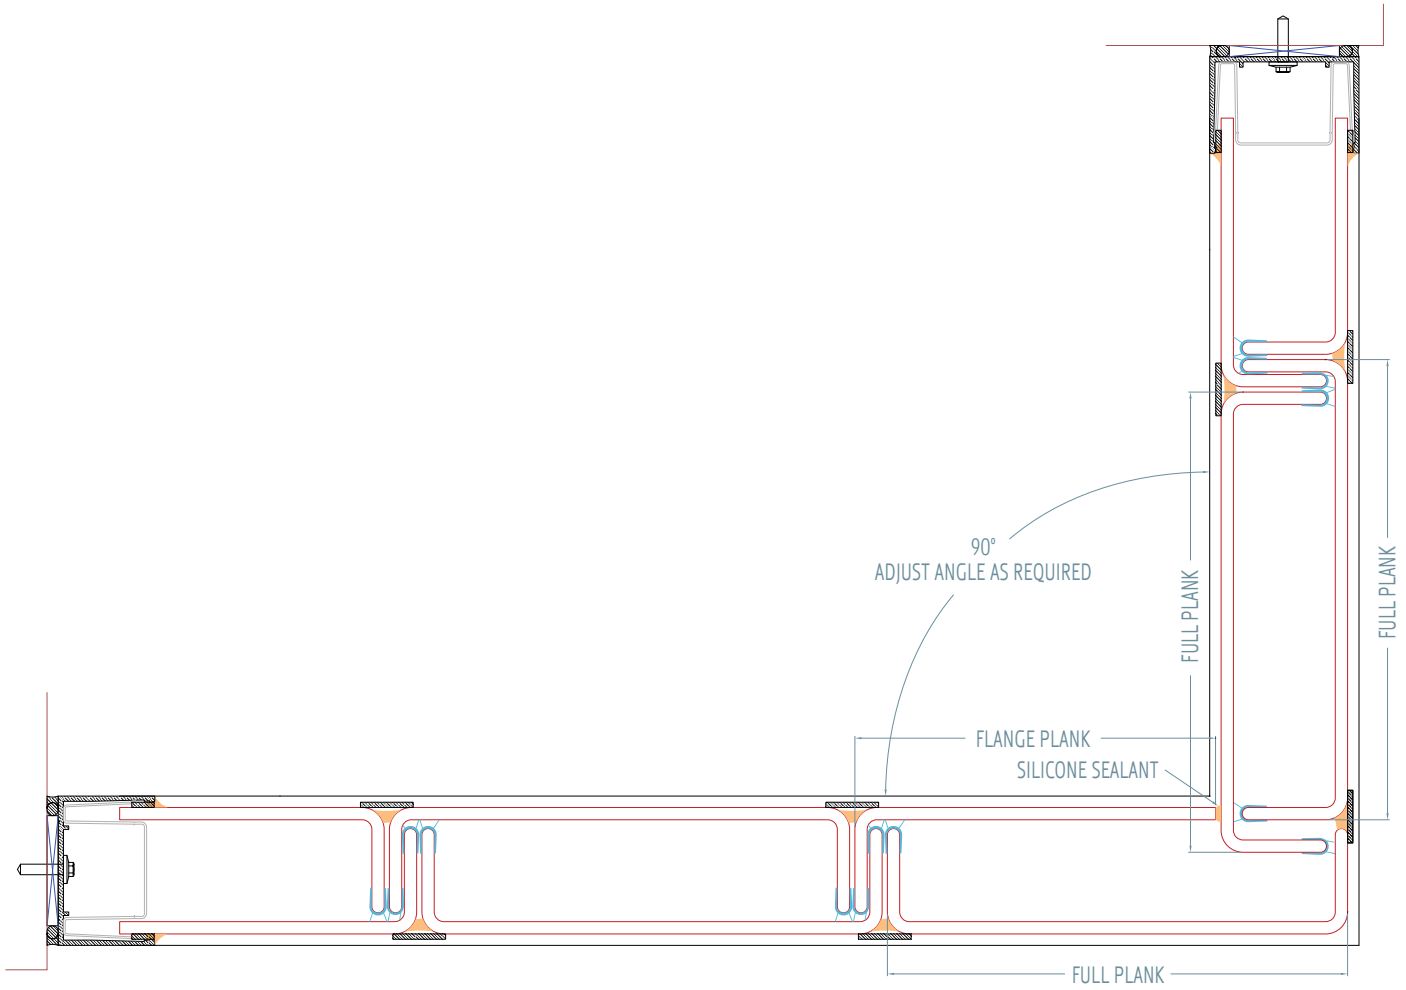 90°
ADJUST ANGLE AS REQUIRED
FULL PLANK
FULL PLANK
FLANGE PLANK
SILICONE SEALANT
FULL PLANK